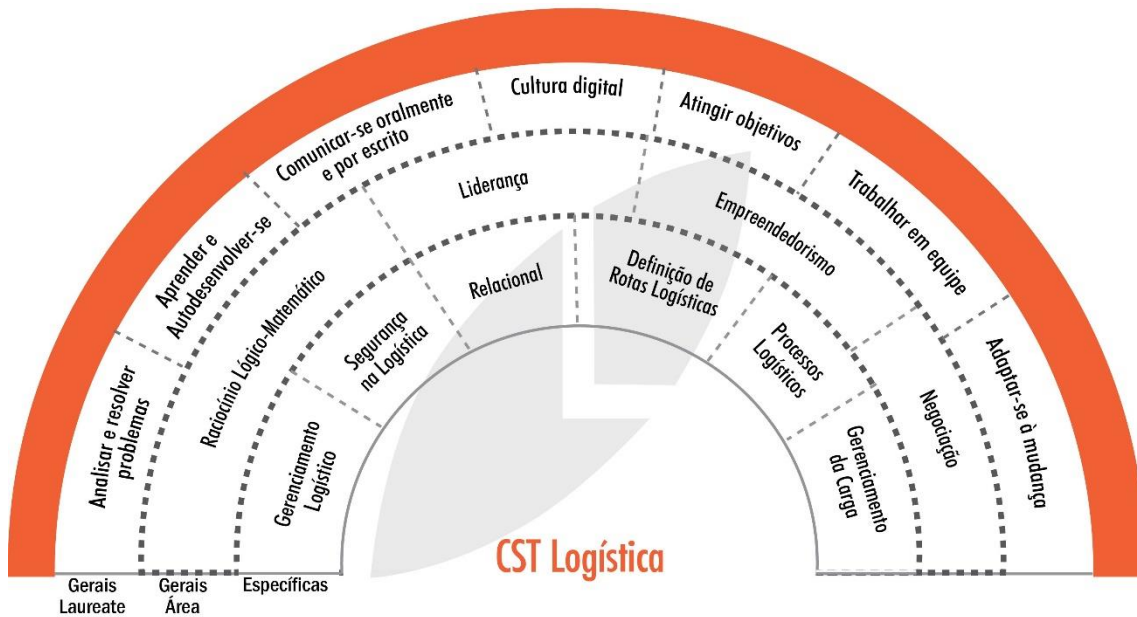 Analisar e resolver
problemas
Aprender e
Autodesenvolver-se
Comunicar-se oralmente
e por escrito
Cultura digital
Atingir objetivos
Trabalhar em equipe
Adaptar-se à mudança
Raciocínio Lógico-Matemático
Liderança
Empreendedorismo
Negociação
Gerenciamento
Logístico
Segurança
na Logística
Relacional
Definição de
Rotas Logísticas
Processos
Logísticos
Gerenciamento
da Carga
CST Logística
Gerais
Laureate
Gerais
Área
Específicas